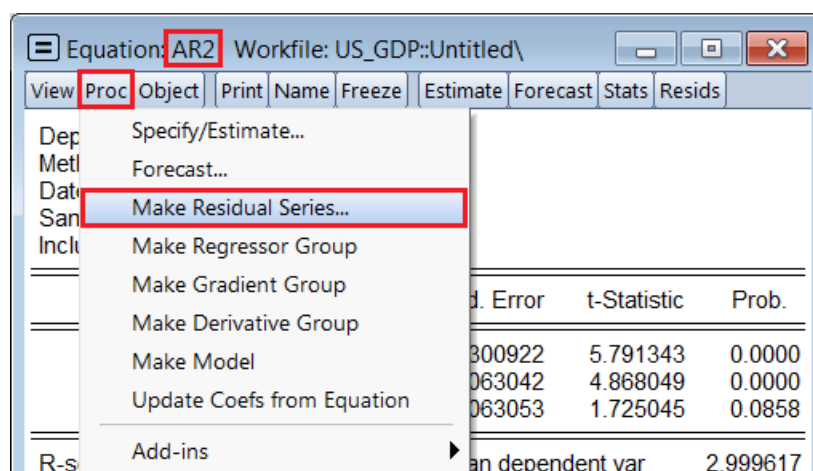 Equation: AR2 Workfile: US_GDP::Untitled\
View Proc Object Print Name Freeze Estimate Forecast Stats Resids
Specify/Estimate...
Forecast...
Make Residual Series...
Make Regressor Group
Make Gradient Group
Make Derivative Group
Make Model
Update Coefs from Equation
Add-ins
Dep
Met
Dat
San
Incl
d. Error t-Statistic Prob.
300922 5.791343 0.0000
063042 4.868049 0.0000
063053 1.725045 0.0858
R-s an dependent var 2.999617